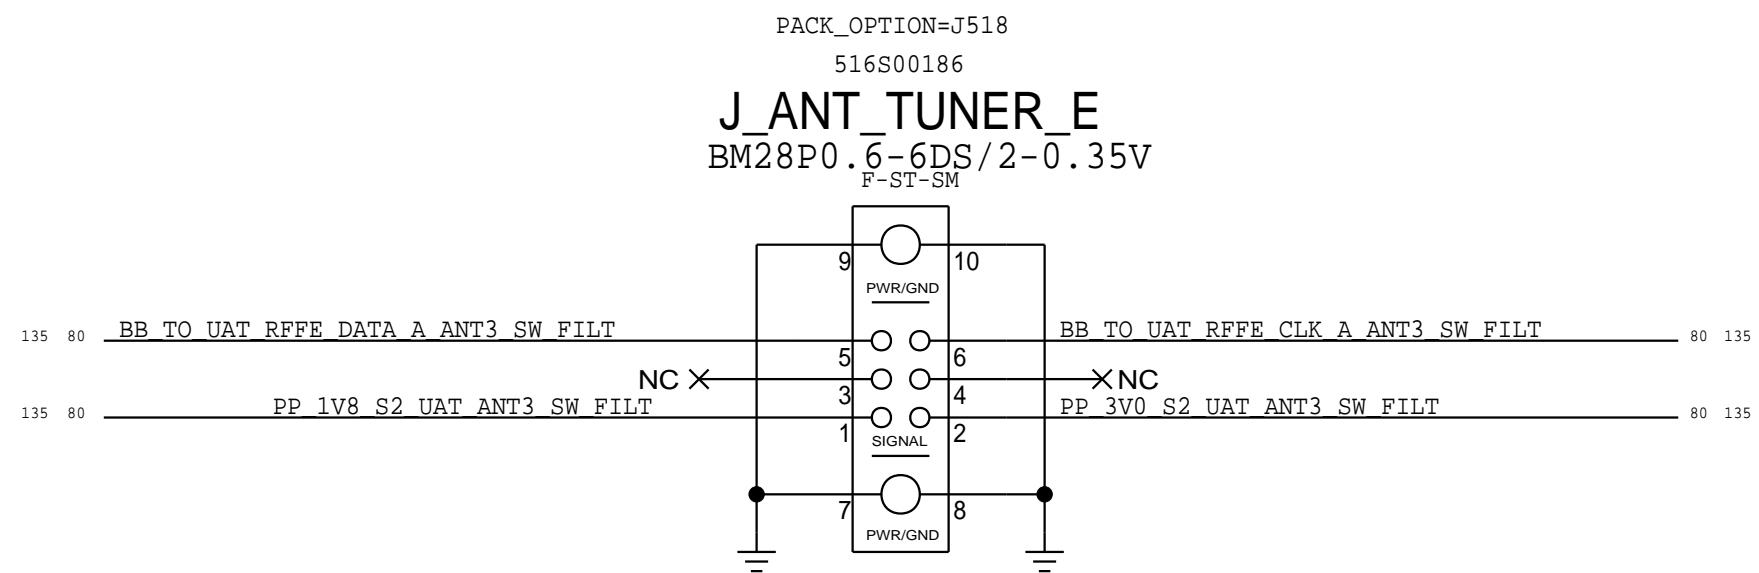 PACK_OPTION=J518
516S00186
J_ANT_TUNER_E
BM28P0.6-6DS/2-0.35V
F-ST-SM
9 10
PWR/GND
135 80 BB_TO_UAT_RFFE_DATA_A_ANT3_SW_FILT BB_TO_UAT_RFFE_CLK_A_ANT3_SW_FILT 80 135
5 6
NC NC
3 4
135 80 PP_1V8_S2_UAT_ANT3_SW_FILT PP_3V0_S2_UAT_ANT3_SW_FILT 80 135
1 SIGNAL 2
7 8
PWR/GND